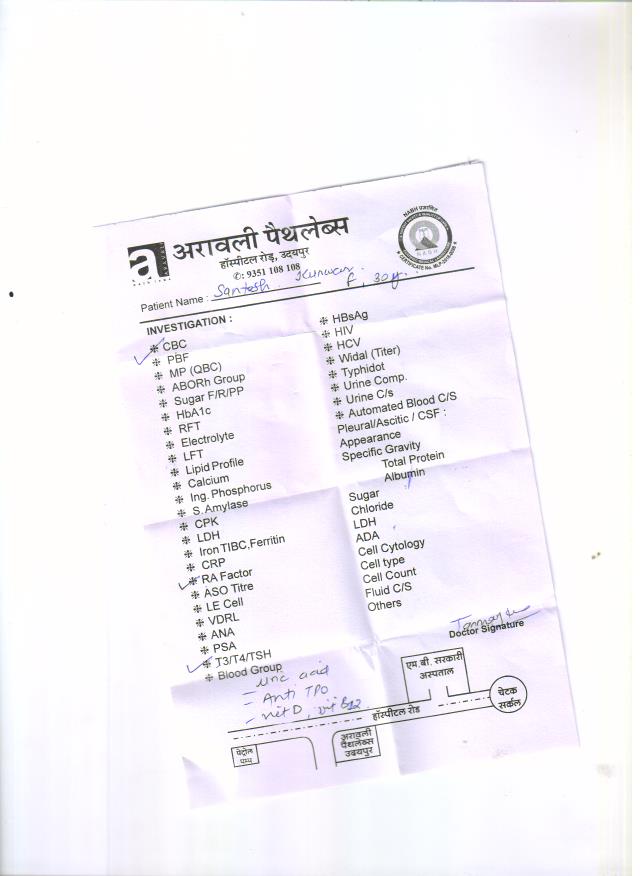 अरावली पैथलेब्स
हॉस्पीटल रोड़, उदयपुर
✆: 9351 108 108
NABH प्रमाणित
NABH
Patient Name : Santosh Kunwar F, 30y.
INVESTIGATION :
CBC
PBF
MP (QBC)
ABORh Group
Sugar F/R/PP
HbA1c
RFT
Electrolyte
LFT
Lipid Profile
Calcium
Ing. Phosphorus
S. Amylase
CPK
LDH
Iron TIBC,Ferritin
CRP
RA Factor
ASO Titre
LE Cell
VDRL
ANA
PSA
T3/T4/TSH
Blood Group
HBsAg
HIV
HCV
Widal (Titer)
Typhidot
Urine Comp.
Urine C/s
Automated Blood C/S
Pleural/Ascitic / CSF :
Appearance
Specific Gravity
Total Protein
Albumin
Sugar
Chloride
LDH
ADA
Cell Cytology
Cell type
Cell Count
Fluid C/S
Others
Doctor Signature
uric acid
- Anti TPO
- vit D, vit B12
एम.बी. सरकारी
अस्पताल
चेटक
सर्कल
हॉस्पीटल रोड
पेट्रोल
पम्प
अरावली
पैथलेब्स
उदयपुर